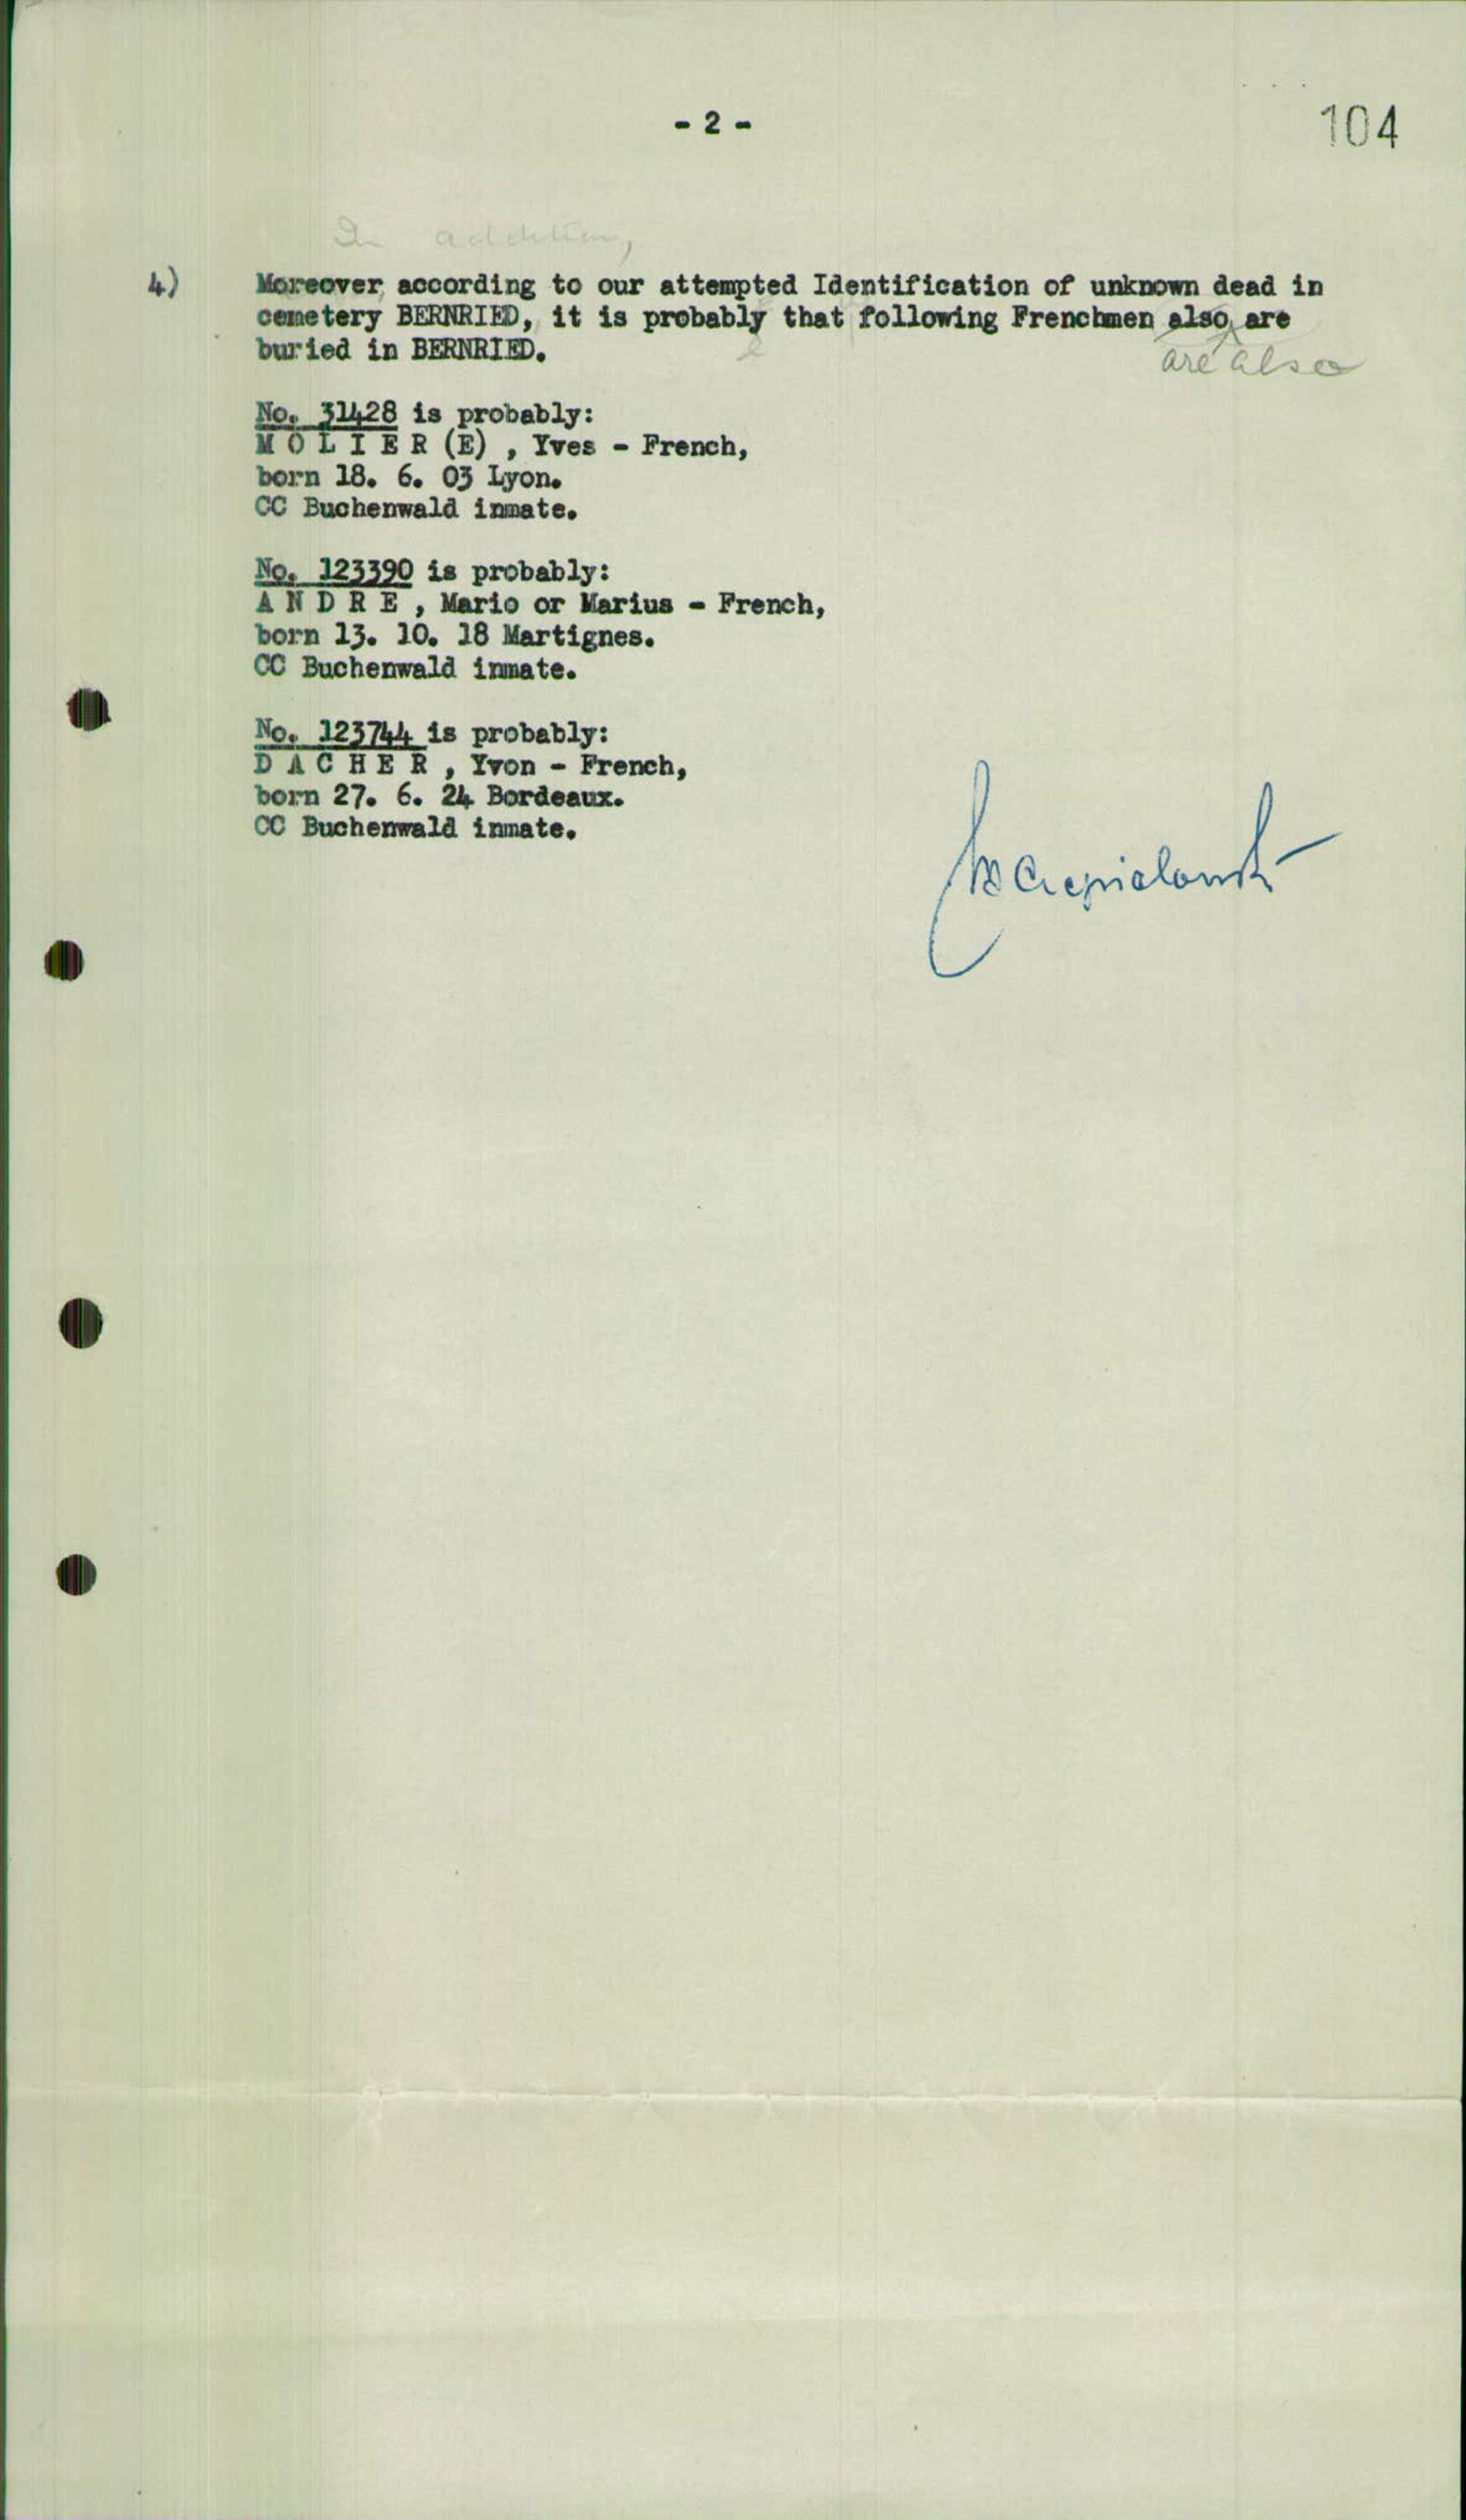 - 2 -
104
In addition,
4) Moreover according to our attempted Identification of unknown dead in
cemetery BERNRIED, it is probably that following Frenchmen also, are
e
are also
buried in BERNRIED.
No. 31428 is probably:
M O L I E R (E) , Yves - French,
born 18. 6. 03 Lyon.
CC Buchenwald inmate.
No. 123390 is probably:
A N D R E , Mario or Marius - French,
born 13. 10. 18 Martignes.
CC Buchenwald inmate.
No. 123744 is probably:
D A C H E R , Yvon - French,
born 27. 6. 24 Bordeaux.
CC Buchenwald inmate.